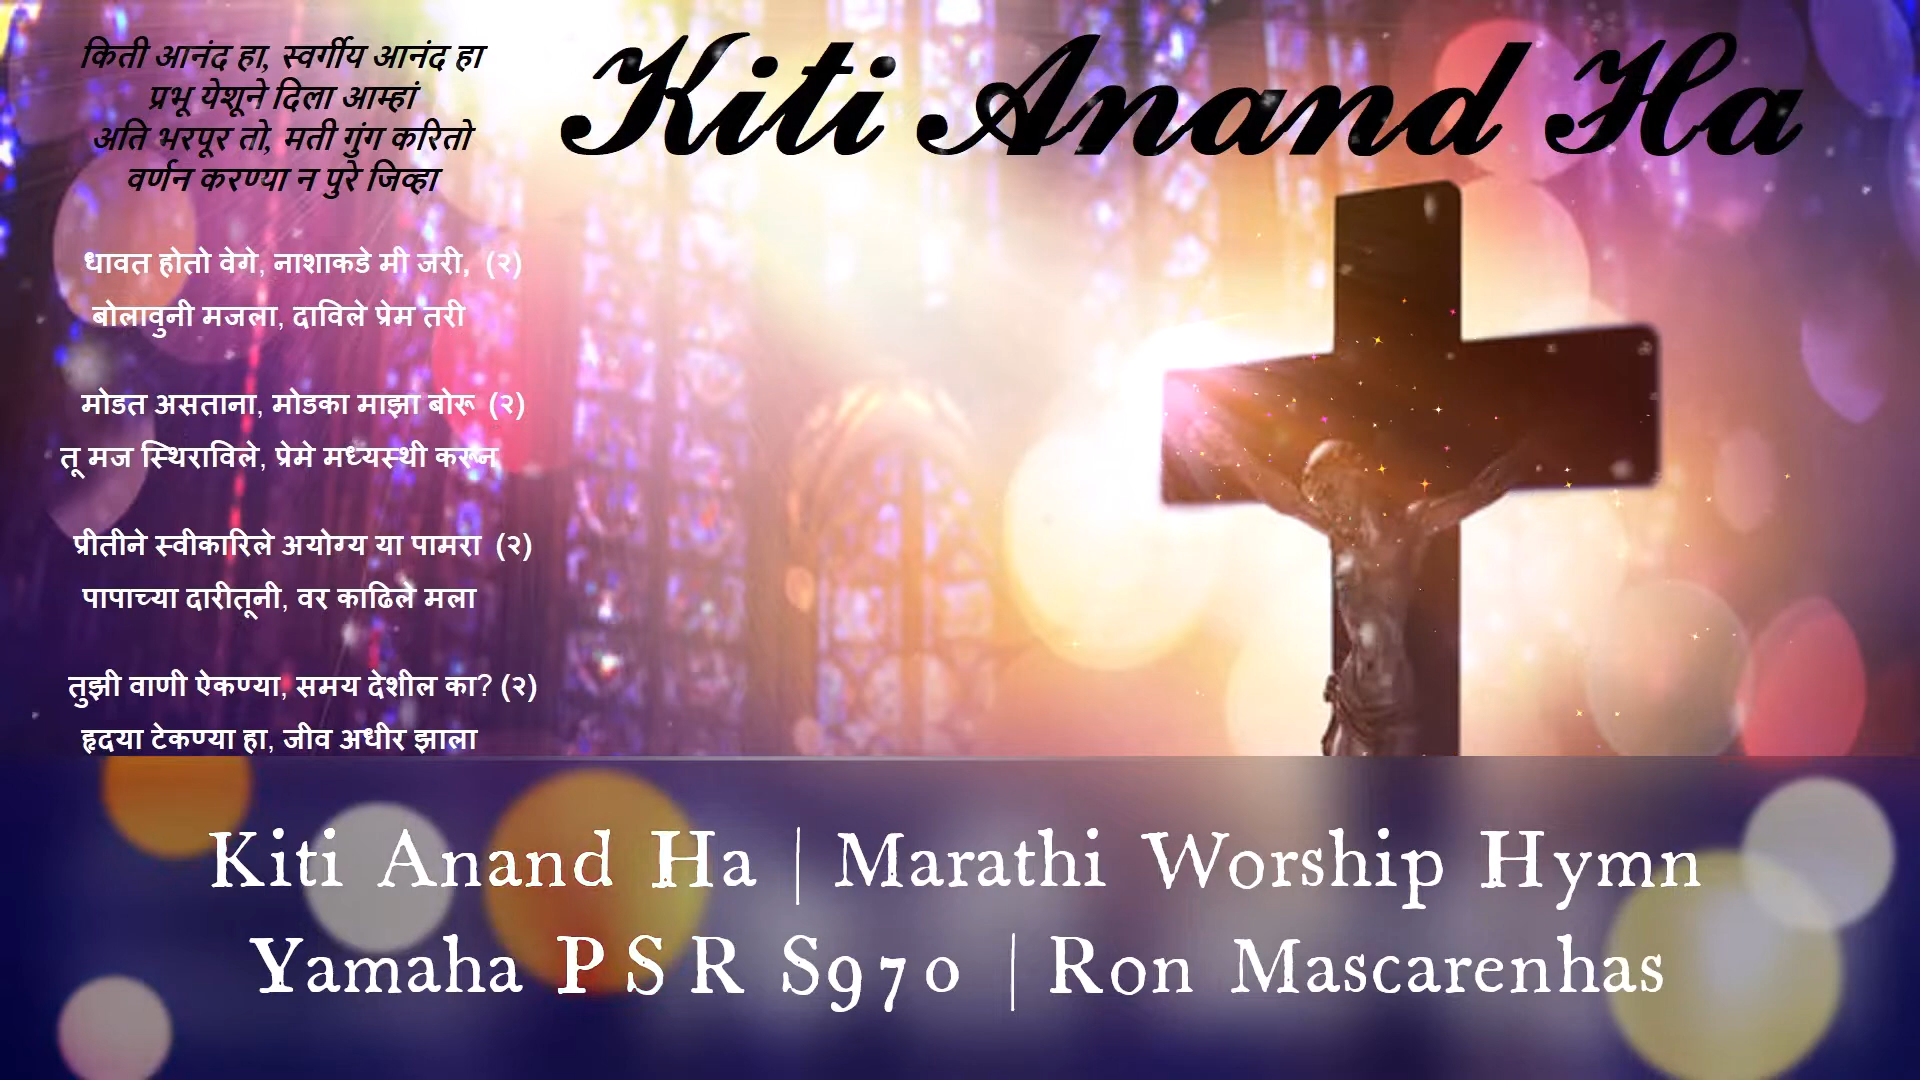 किती आनंद हा, स्वर्गीय आनंद हा
प्रभू येशूने दिला आम्हां
अति भरपूर तो, मती गुंग करितो
वर्णन करण्या न पुरे जिव्हा
Kiti Anand Ha
धावत होतो वेगे, नाशाकडे मी जरी, (२)
बोलावुनी मजला, दाविले प्रेम तरी
मोडत असताना, मोडका माझा बोरू (२)
तू मज स्थिराविले, प्रेमे मध्यस्थी करून
प्रीतीने स्वीकारिले अयोग्य या पामरा (२)
पापाच्या दारीतूनी, वर काढिले मला
तुझी वाणी ऐकण्या, समय देशील का? (२)
हृदया टेकण्या हा, जीव अधीर झाला
Kiti Anand Ha | Marathi Worship Hymn
Yamaha PSR S970 | Ron Mascarenhas